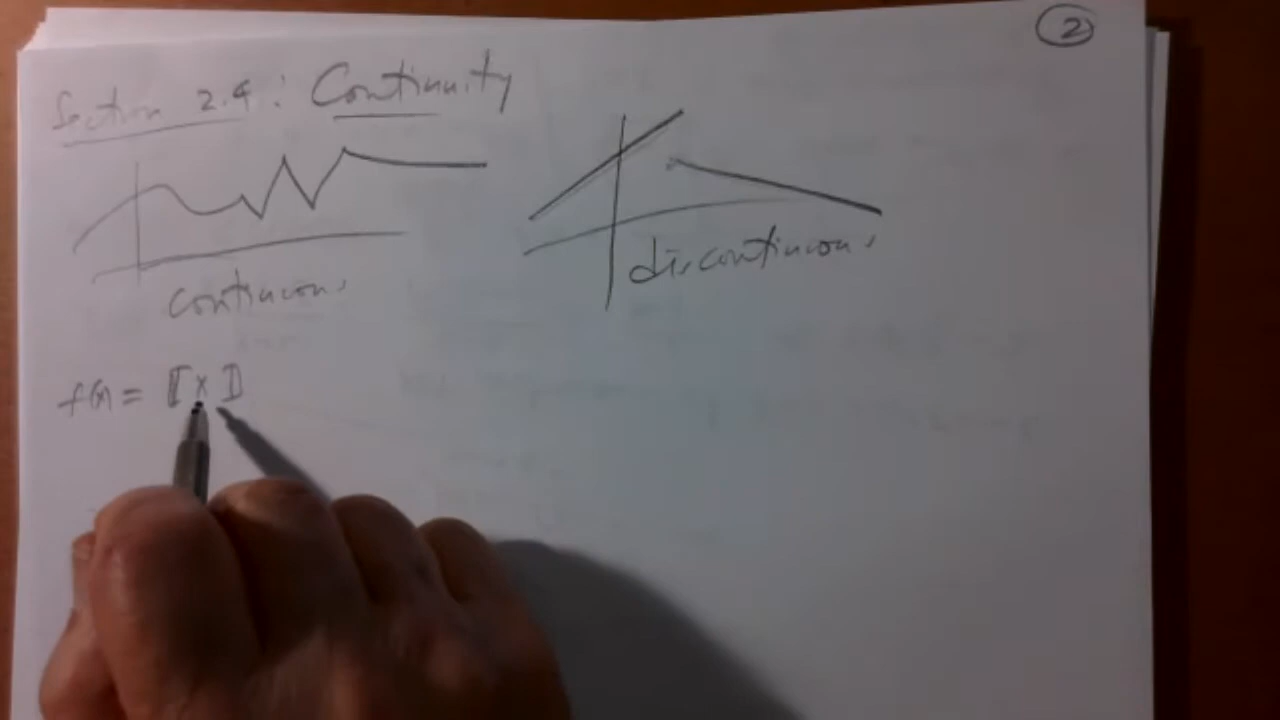 2
Section 2.4: Continuity
continuous
discontinuous
f(x) = ⟦x⟧